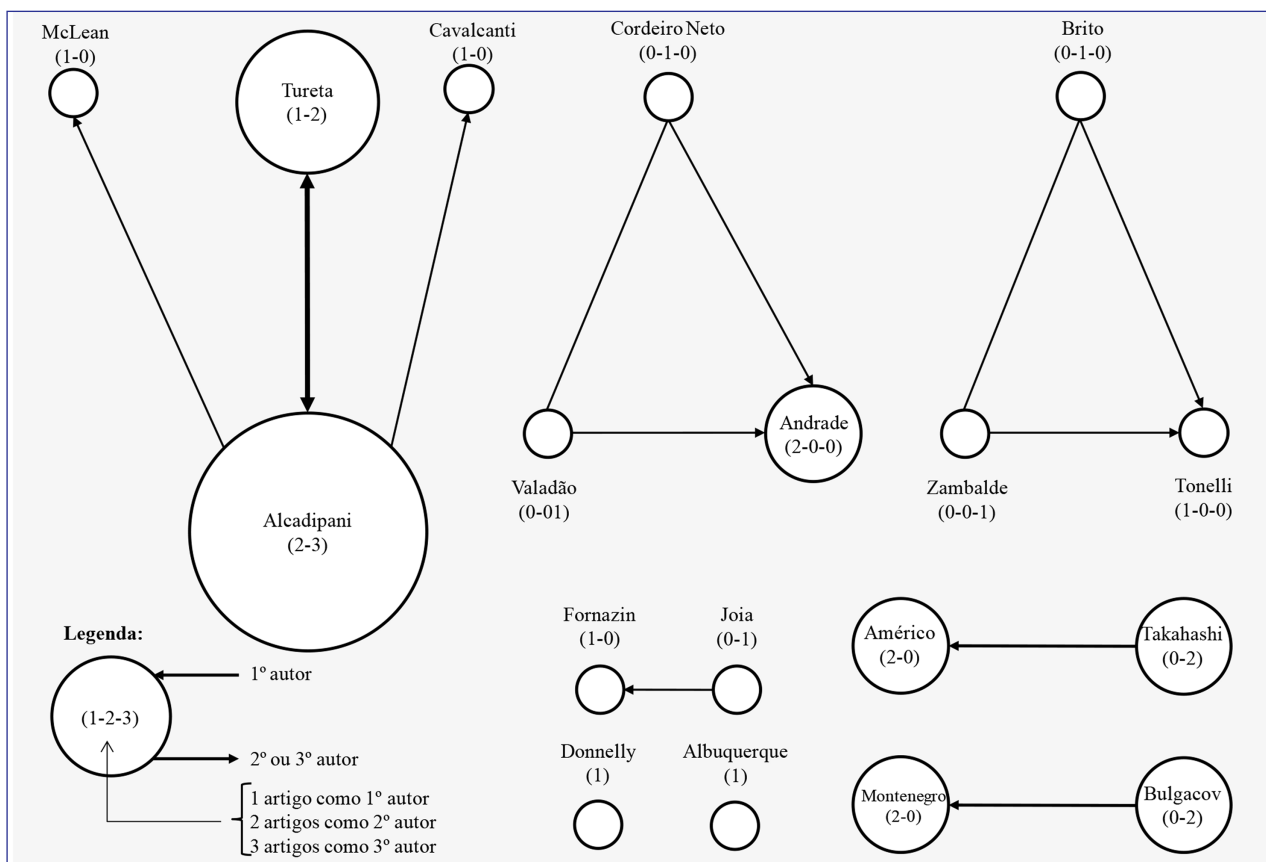 McLean
(1-0)
Tureta
(1-2)
Cavalcanti
(1-0)
Cordeiro Neto
(0-1-0)
Brito
(0-1-0)
Alcadipani
(2-3)
Valadão
(0-01)
Andrade
(2-0-0)
Zambalde
(0-0-1)
Tonelli
(1-0-0)
Legenda:
(1-2-3)
1º autor
2º ou 3º autor
1 artigo como 1º autor
2 artigos como 2º autor
3 artigos como 3º autor
Fornazin
(1-0)
Joia
(0-1)
Donnelly
(1)
Albuquerque
(1)
Américo
(2-0)
Takahashi
(0-2)
Montenegro
(2-0)
Bulgacov
(0-2)